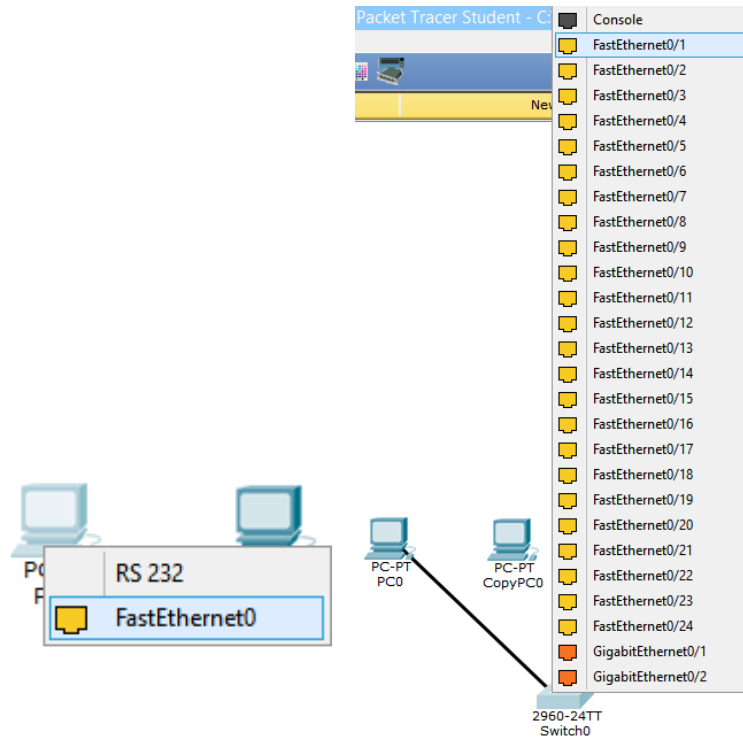 Packet Tracer Student - C:
New
Console
FastEthernet0/1
FastEthernet0/2
FastEthernet0/3
FastEthernet0/4
FastEthernet0/5
FastEthernet0/6
FastEthernet0/7
FastEthernet0/8
FastEthernet0/9
FastEthernet0/10
FastEthernet0/11
FastEthernet0/12
FastEthernet0/13
FastEthernet0/14
FastEthernet0/15
FastEthernet0/16
FastEthernet0/17
FastEthernet0/18
FastEthernet0/19
FastEthernet0/20
FastEthernet0/21
FastEthernet0/22
FastEthernet0/23
FastEthernet0/24
GigabitEthernet0/1
GigabitEthernet0/2
RS 232
FastEthernet0
PC-PT
PC0
PC-PT
CopyPC0
2960-24TT
Switch0